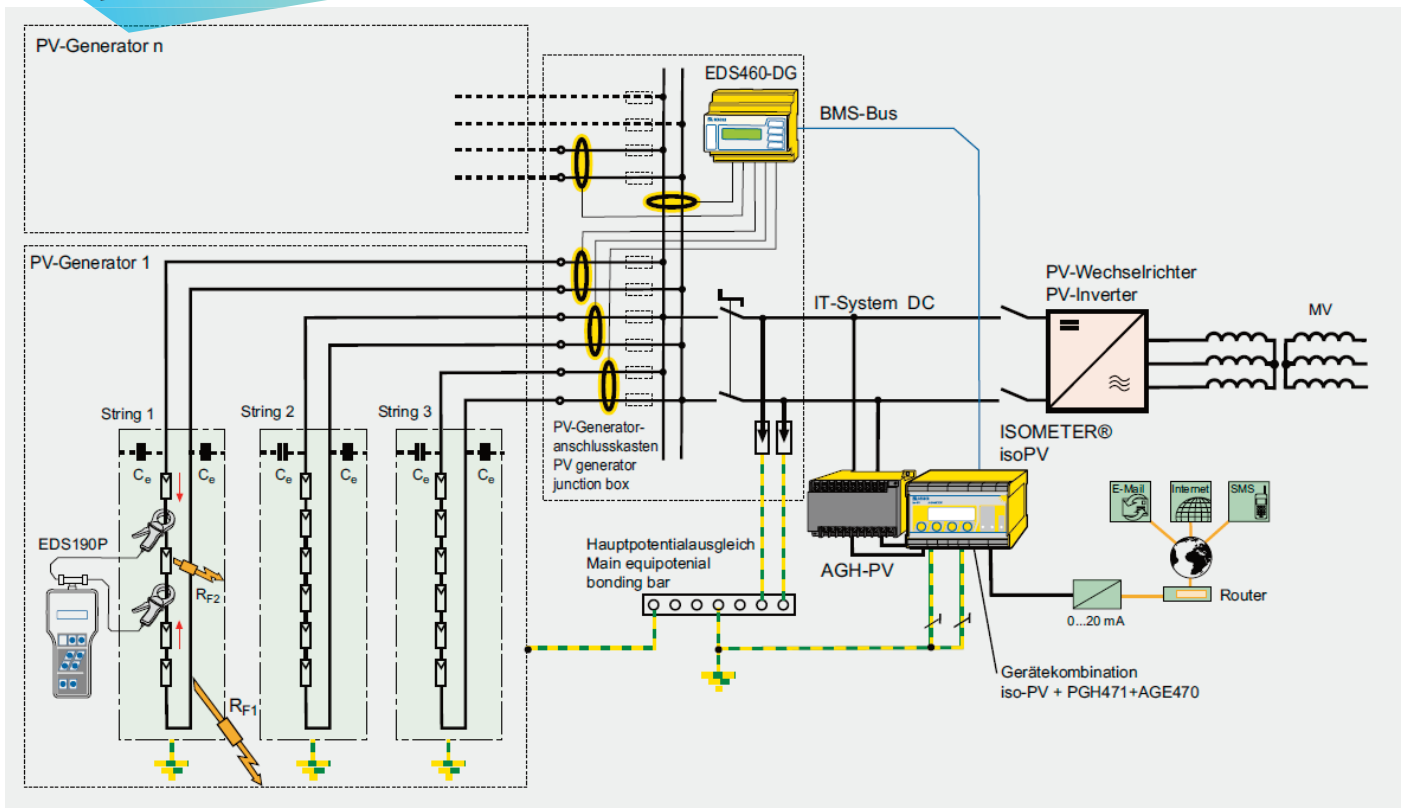 PV-Generator n
EDS460-DG
BMS-Bus
PV-Generator 1
PV-Wechselrichter
PV-Inverter
IT-System DC
MV
String 1
String 2
String 3
PV-Generator-
anschlusskasten
PV generator
junction box
ISOMETER®
isoPV
Ce
Ce
Ce
Ce
Ce
Ce
E-Mail
Internet
SMS
EDS190P
RF2
Hauptpotentialausgleich
Main equipotenial
bonding bar
AGH-PV
Router
0...20 mA
Gerätekombination
iso-PV + PGH471+AGE470
RF1